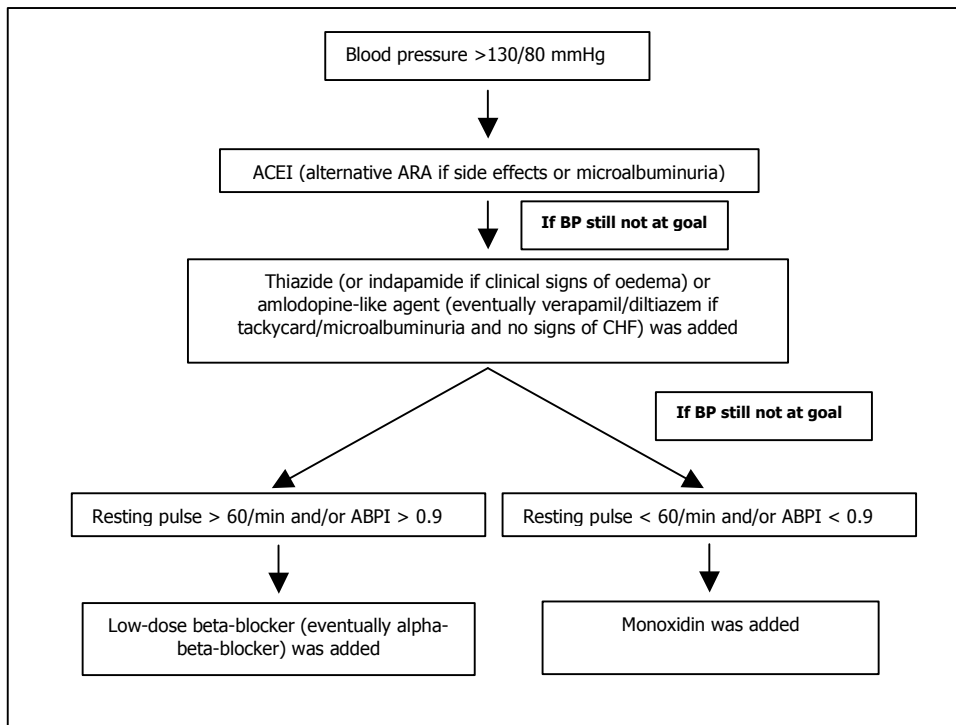 Blood pressure >130/80 mmHg
ACEI (alternative ARA if side effects or microalbuminuria)
If BP still not at goal
Thiazide (or indapamide if clinical signs of oedema) or
amlodopine-like agent (eventually verapamil/diltiazem if
tackycard/microalbuminuria and no signs of CHF) was added
If BP still not at goal
Resting pulse > 60/min and/or ABPI > 0.9
Resting pulse < 60/min and/or ABPI < 0.9
Low-dose beta-blocker (eventually alpha-
beta-blocker) was added
Monoxidin was added